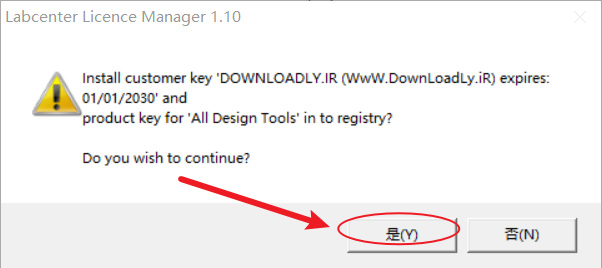 Labcenter Licence Manager 1.10
Install customer key 'DOWNLOADLY.IR (WwW.DownLoadLy.iR) expires:
01/01/2030' and
product key for 'All Design Tools' in to registry?
Do you wish to continue?
是(Y)
否(N)